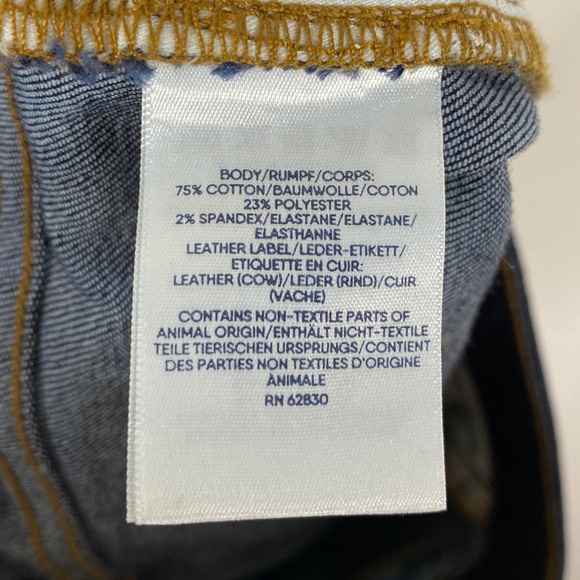 BODY/RUMPF/CORPS:
75% COTTON/BAUMWOLLE/COTON
23% POLYESTER
2% SPANDEX/ELASTANE/ELASTANE/
ELASTHANNE
LEATHER LABEL/LEDER-ETIKETT/
ETIQUETTE EN CUIR:
LEATHER (COW)/LEDER (RIND)/CUIR
(VACHE)
CONTAINS NON-TEXTILE PARTS OF
ANIMAL ORIGIN/ENTHÄLT NICHT-TEXTILE
TEILE TIERISCHEN URSPRUNGS/CONTIENT
DES PARTIES NON TEXTILES D'ORIGINE
ANIMALE
RN 62830